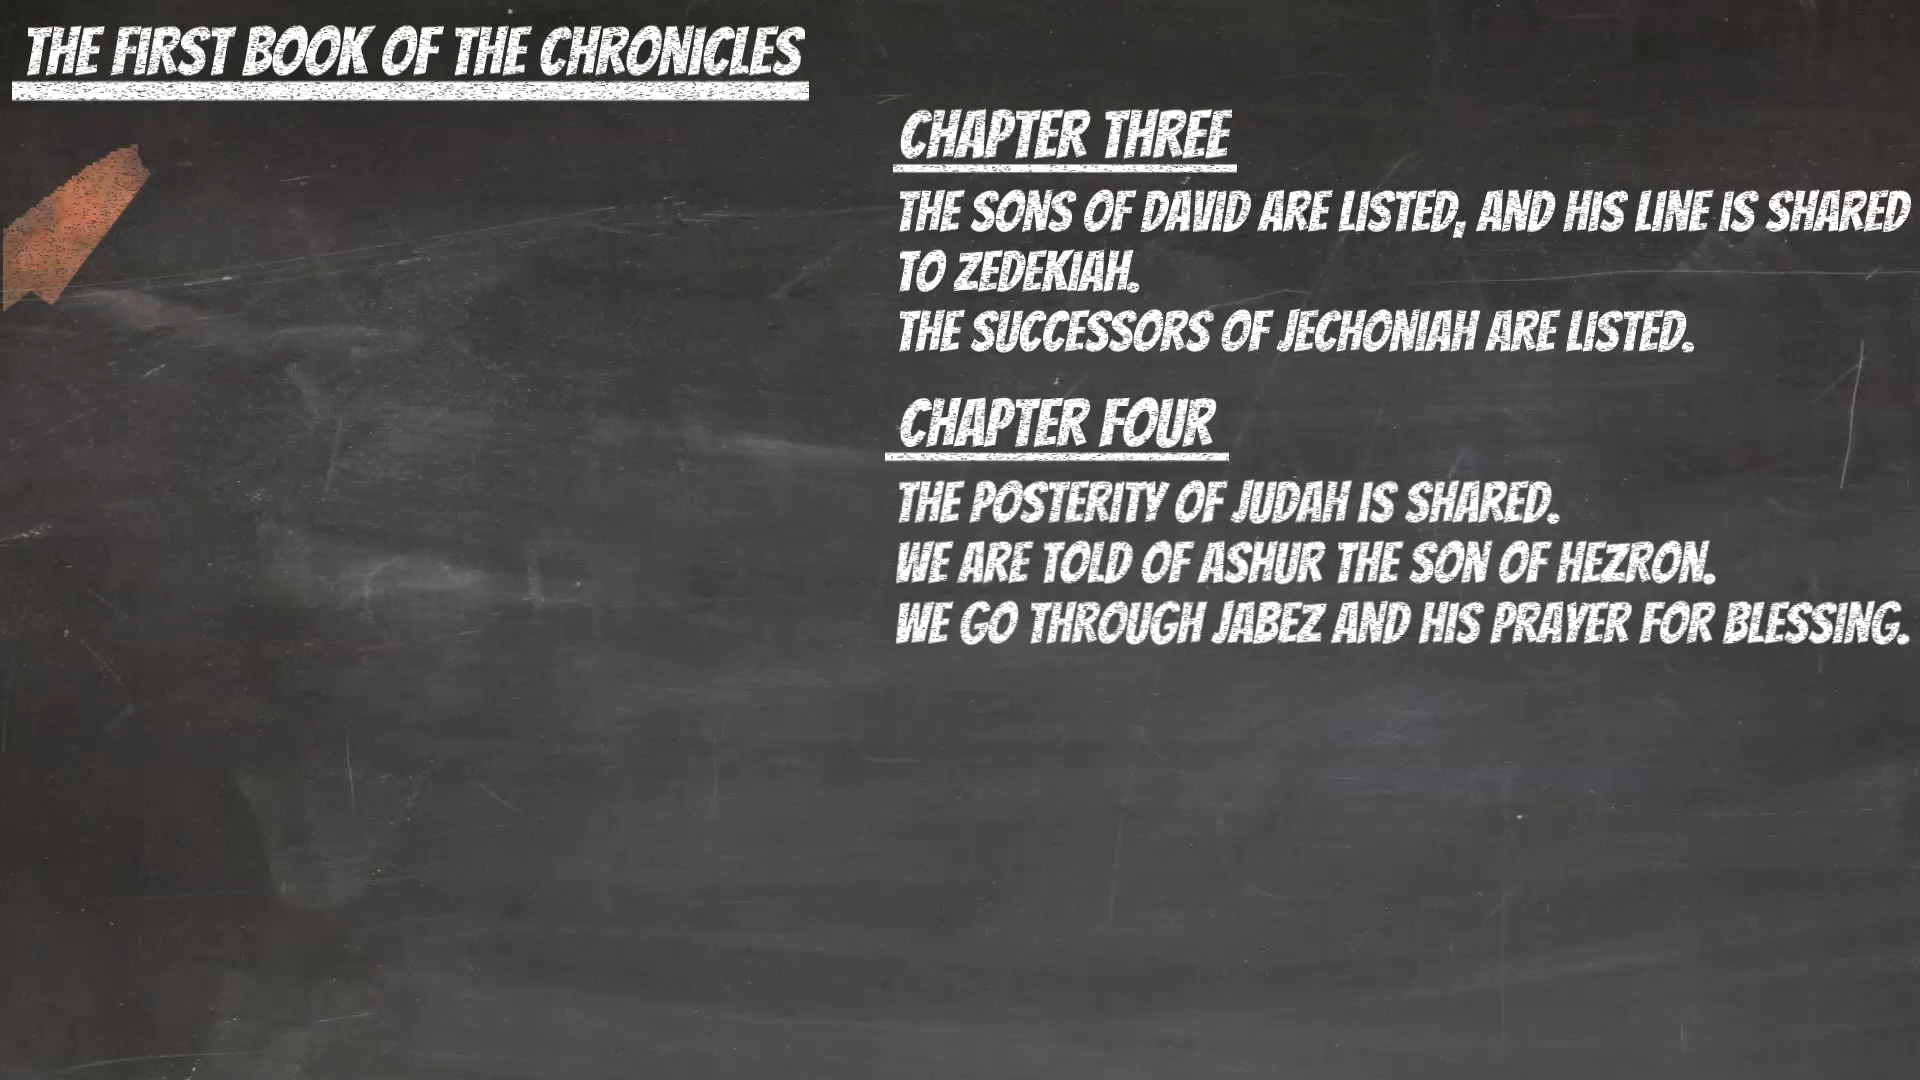 THE FIRST BOOK OF THE CHRONICLES
CHAPTER THREE
THE SONS OF DAVID ARE LISTED, AND HIS LINE IS SHARED
TO ZEDEKIAH.
THE SUCCESSORS OF JECHONIAH ARE LISTED.
CHAPTER FOUR
THE POSTERITY OF JUDAH IS SHARED.
WE ARE TOLD OF ASHUR THE SON OF HEZRON.
WE GO THROUGH JABEZ AND HIS PRAYER FOR BLESSING.